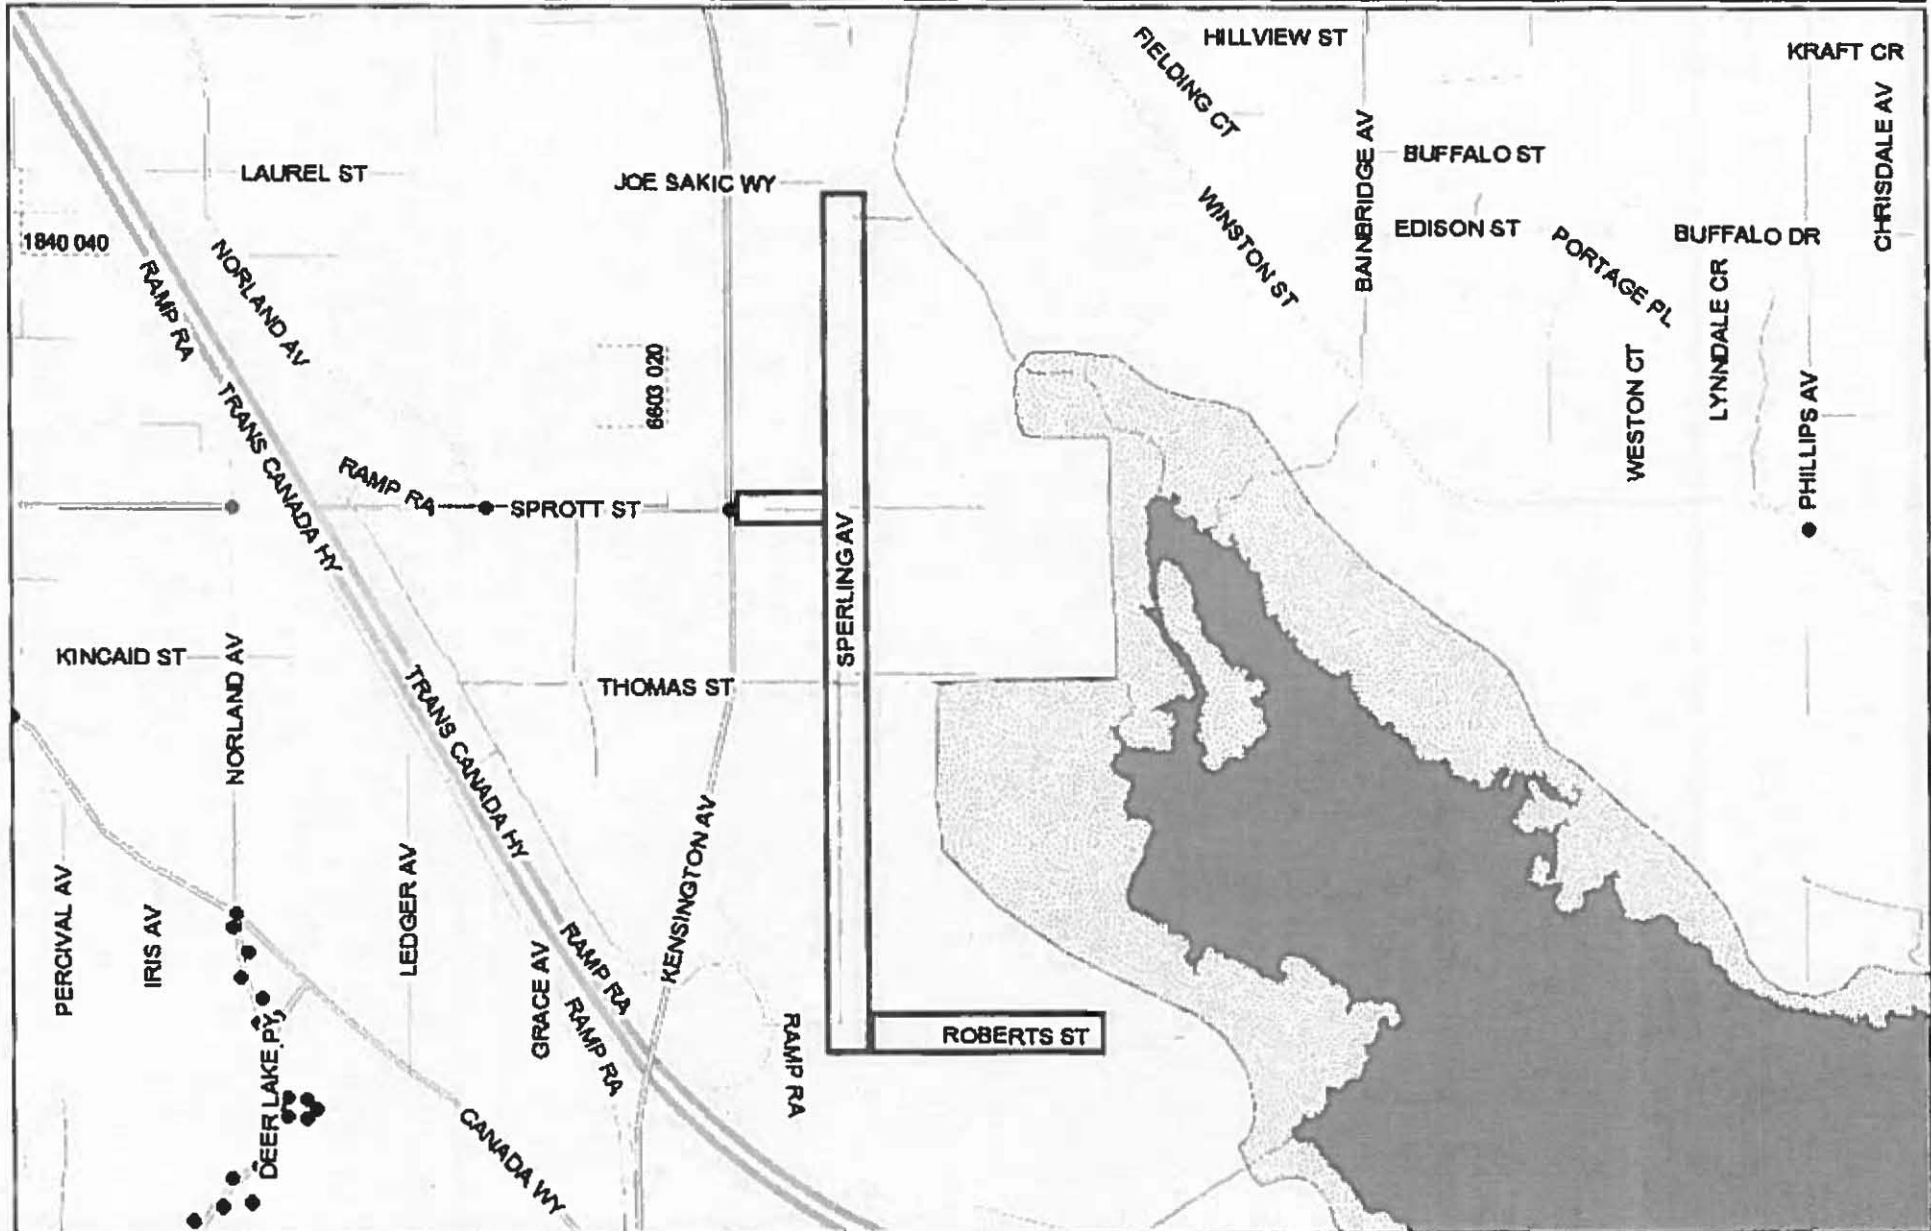 HILLVIEW ST
KRAFT CR
FIELDING CT
CHRISDALE AV
BAINBRIDGE AV
BUFFALO ST
LAUREL ST
JOE SAKIC WY
WINSTON ST
EDISON ST
PORTAGE PL
BUFFALO DR
1840 040
NORLAND AV
RAMP RA
LYNNDALE CR
6603 020
WESTON CT
PHILLIPS AV
TRANS CANADA HY
RAMP RA
SPROTT ST
SPERLING AV
KINCAID ST
NORLAND AV
THOMAS ST
TRANS CANADA HY
KENSINGTON AV
PERCIVAL AV
IRIS AV
LEDGER AV
GRACE AV
RAMP RA
RAMP RA
RAMP RA
ROBERTS ST
DEER LAKE PY
CANADA WY